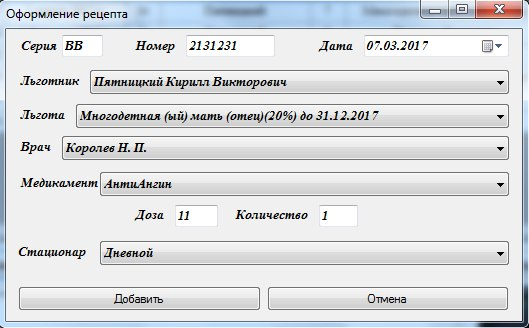 Оформление рецепта
Серия ВВ Номер 2131231 Дата 07.03.2017
Льготник Пятницкий Кирилл Викторович
Льгота Многодетная (ый) мать (отец)(20%) до 31.12.2017
Врач Королев Н. П.
Медикамент АнтиАнгин
Доза 11 Количество 1
Стационар Дневной
Добавить Отмена